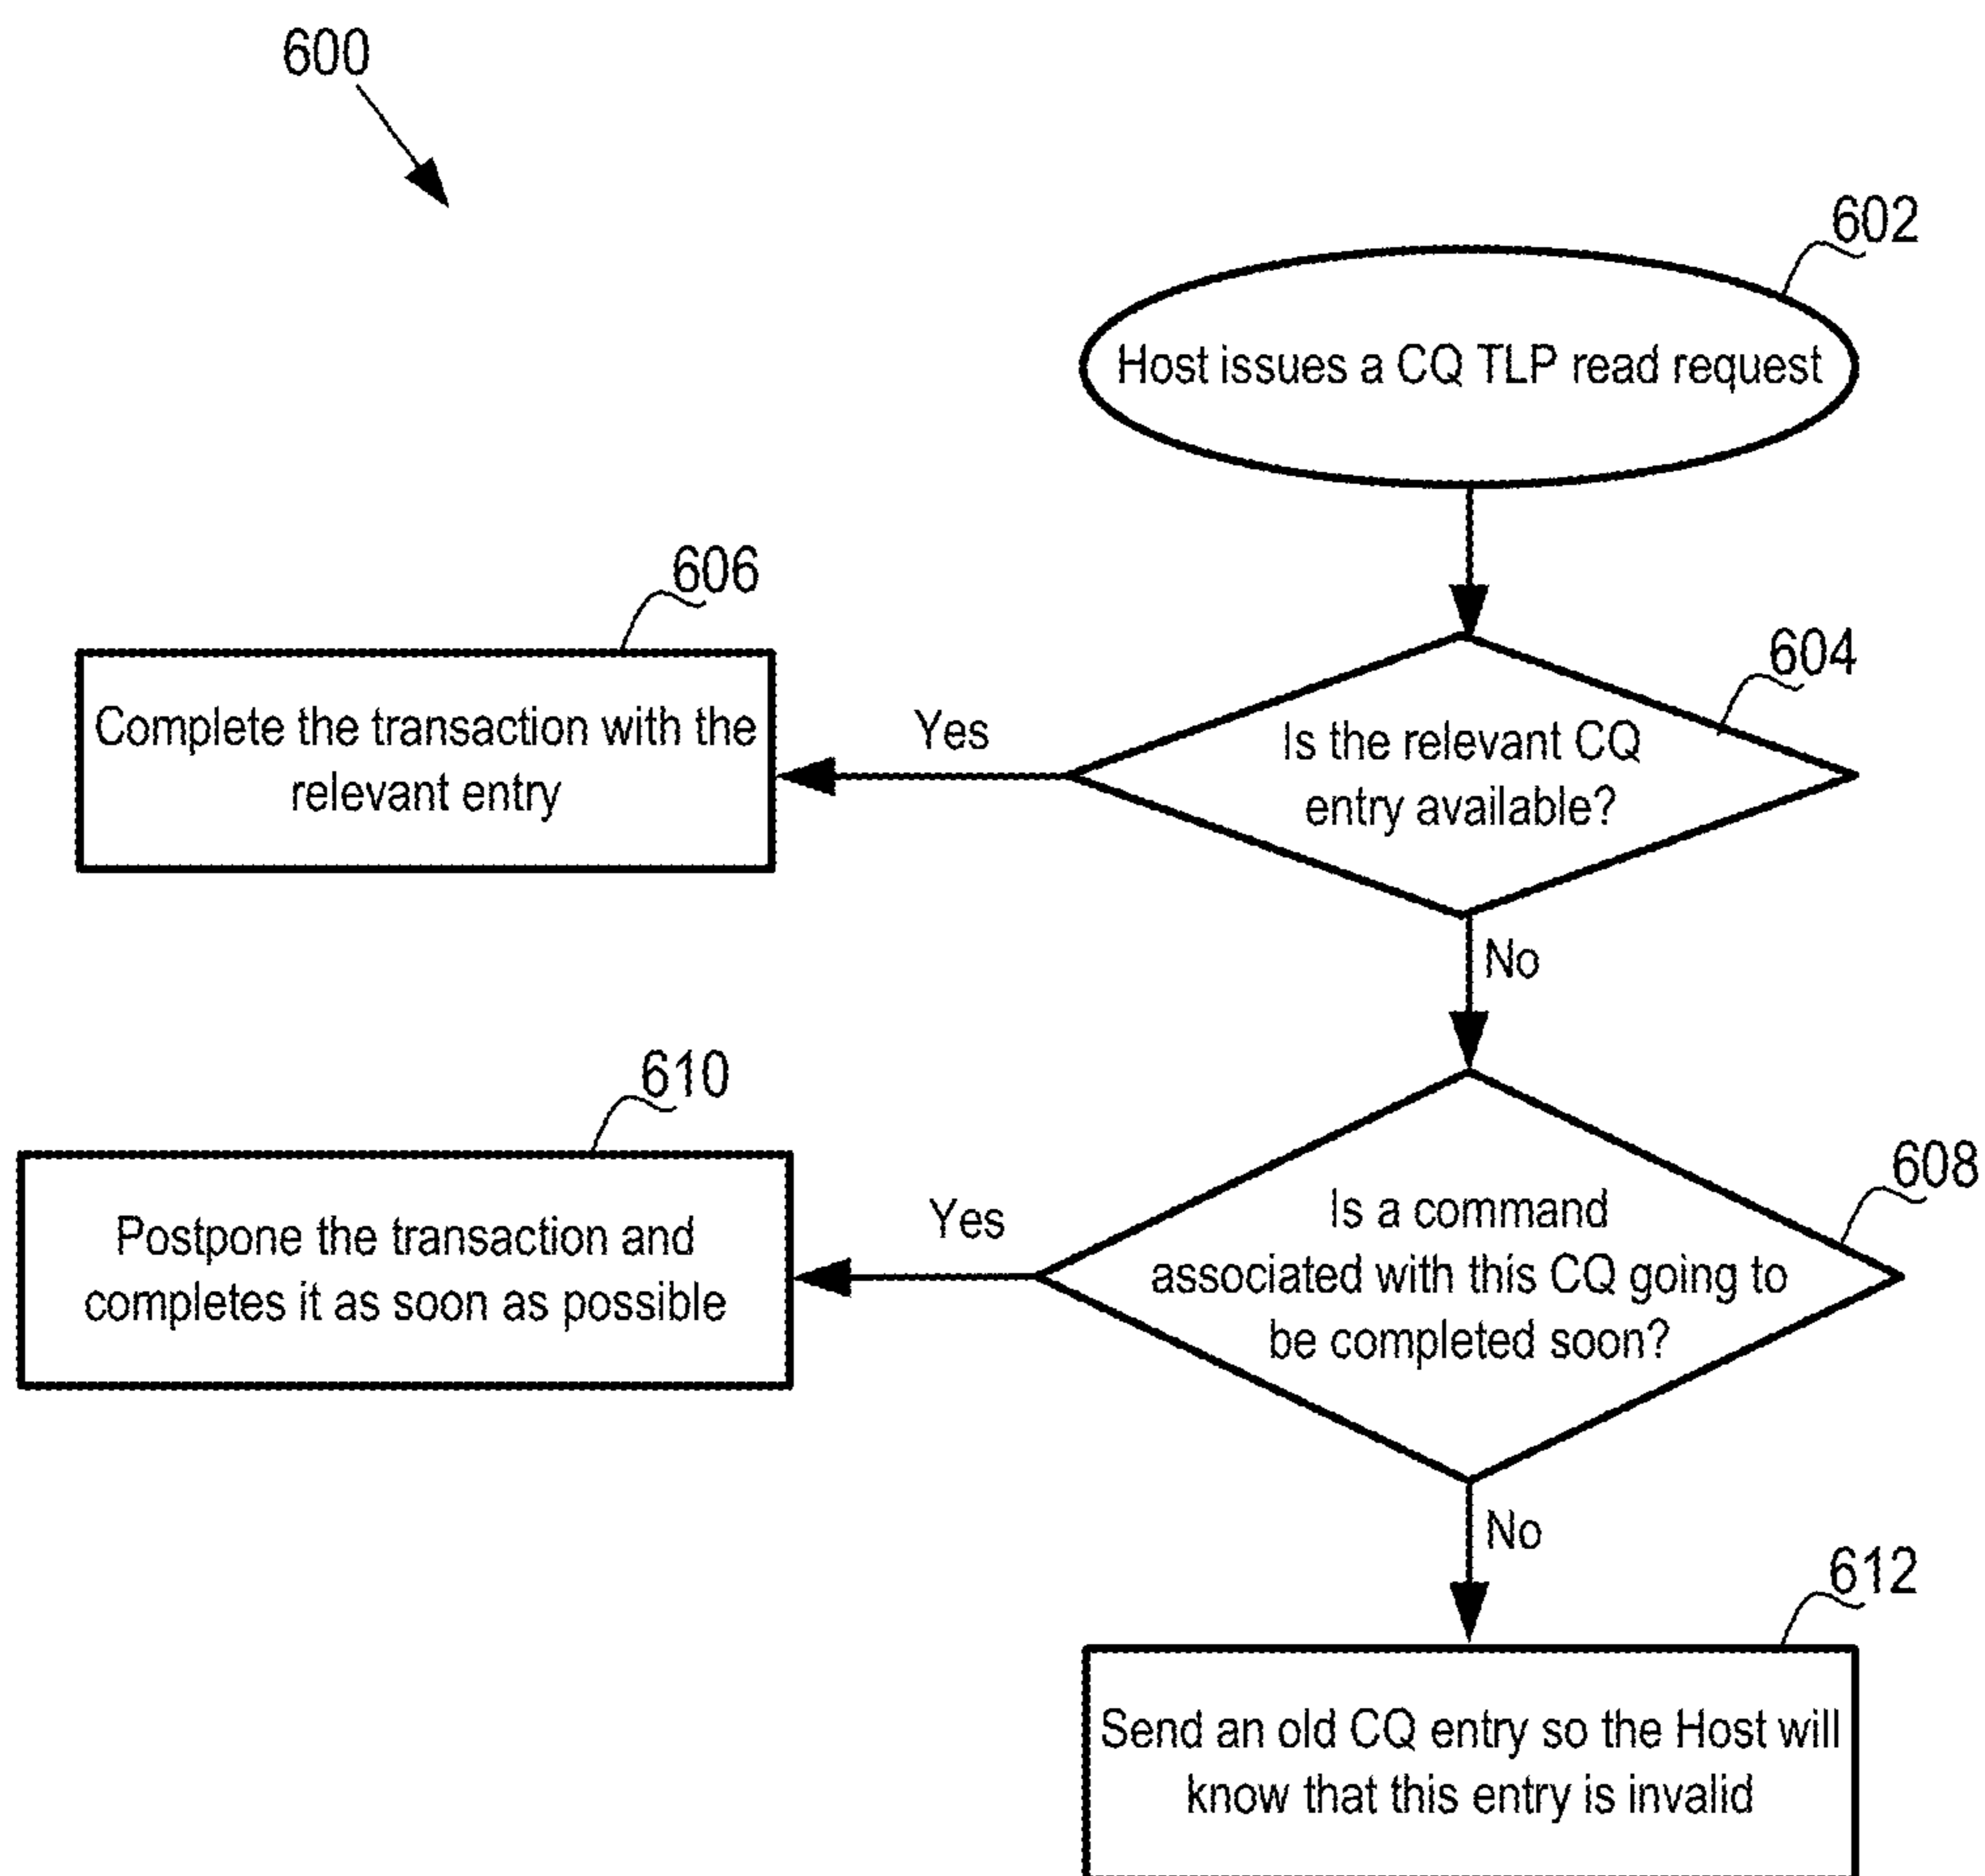 600
602
Host issues a CQ TLP read request
606
604
Complete the transaction with the
relevant entry
Yes
Is the relevant CQ
entry available?
No
610
608
Postpone the transaction and
completes it as soon as possible
Yes
Is a command
associated with this CQ going to
be completed soon?
No
612
Send an old CQ entry so the Host will
know that this entry is invalid